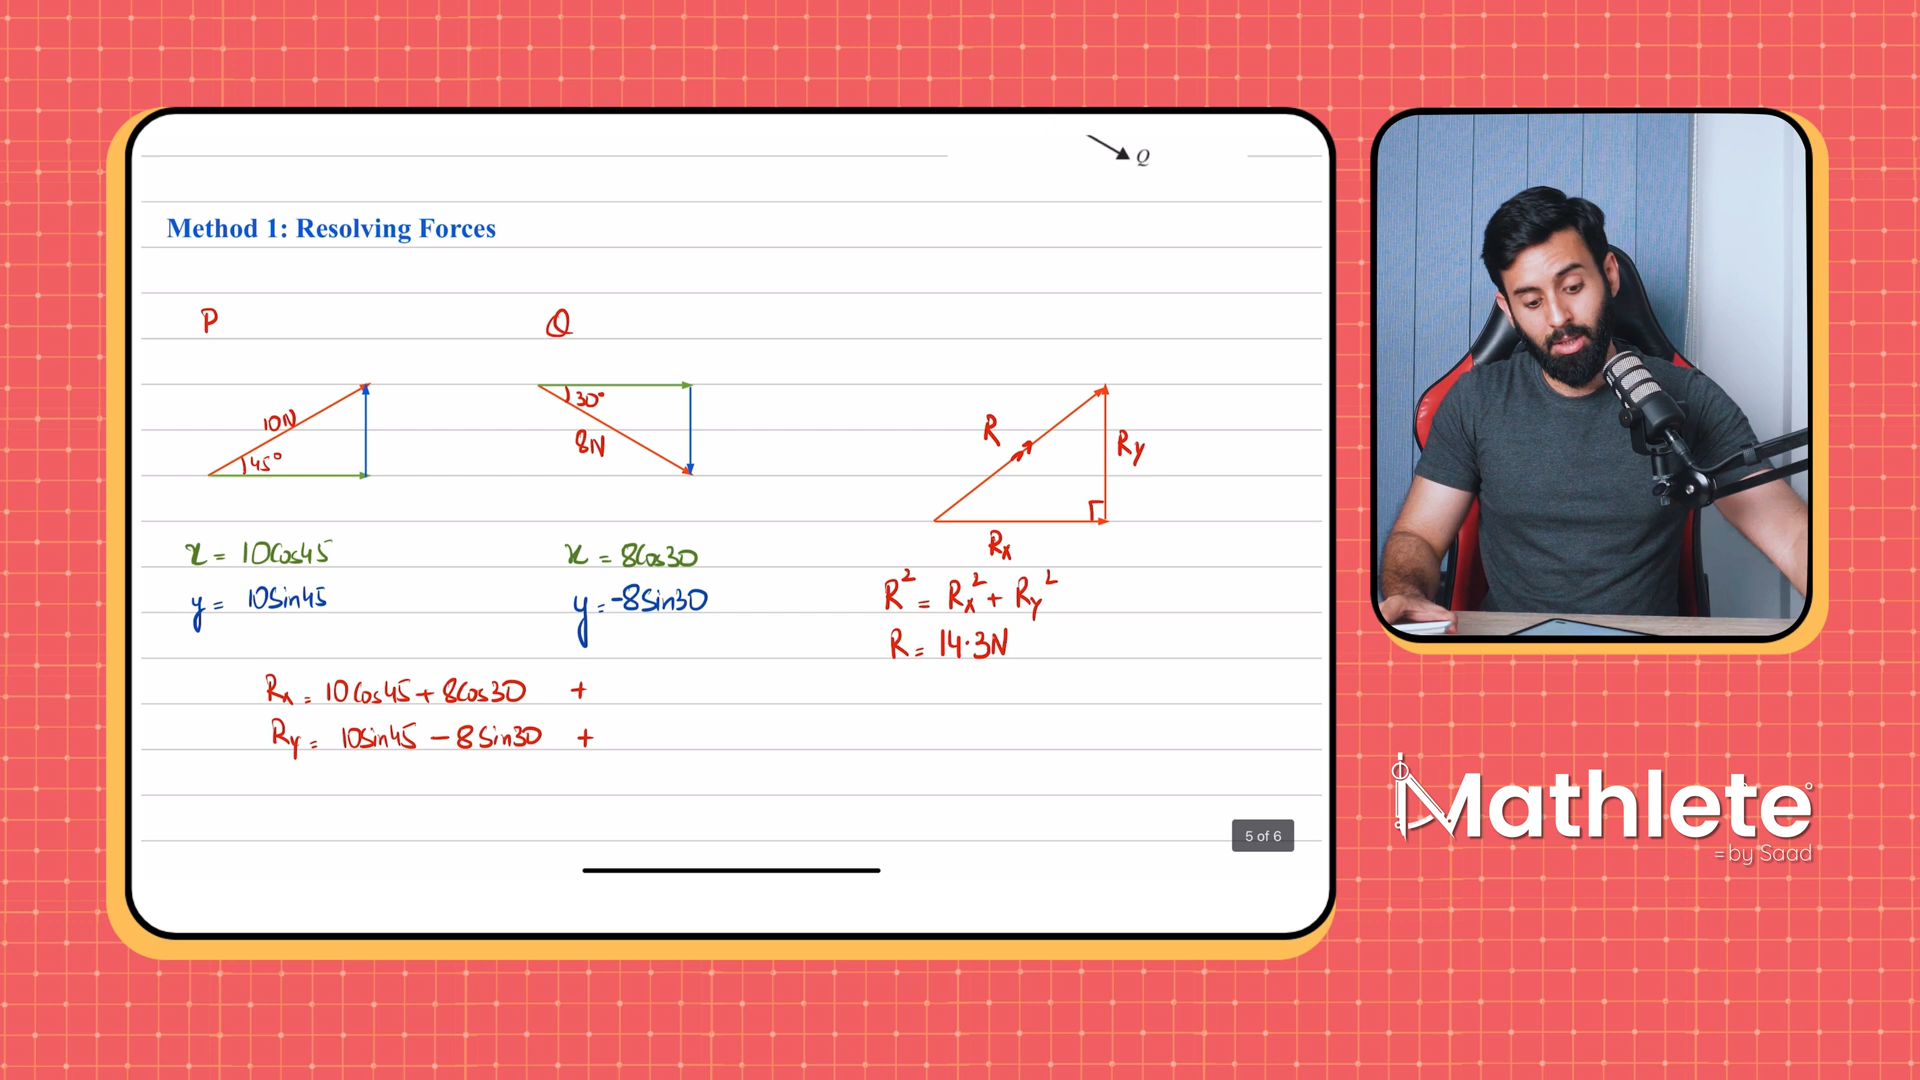 Q
Method 1: Resolving Forces
P
Q
10N
45°
30°
8N
R
Ry
Rx
x = 10Cos45
y = 10Sin45
x = 8Cos30
y = -8Sin30
R² = Rx² + Ry²
R = 14.3N
Rx = 10Cos45 + 8Cos30 +
Ry = 10Sin45 - 8Sin30 +
5 of 6
Mathlete
= by Saad